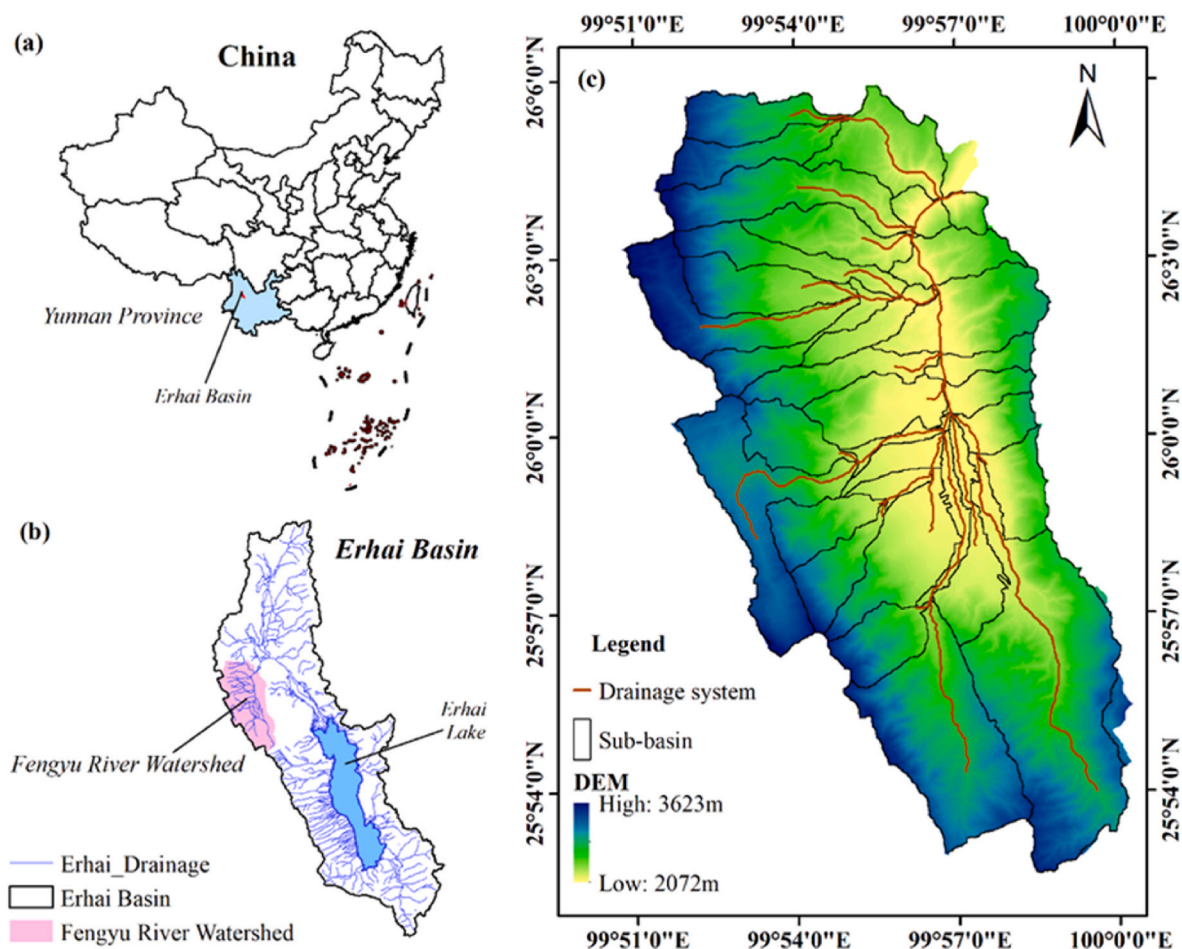 (a)
China
Yunnan Province
Erhai Basin
(b)
Erhai Basin
Erhai
Lake
Fengyu River Watershed
Erhai_Drainage
Erhai Basin
Fengyu River Watershed
99°51'0"E 99°54'0"E 99°57'0"E 100°0'0"E
(c)
N
26°6'0"N
26°3'0"N
26°0'0"N
25°57'0"N
25°54'0"N
Legend
Drainage system
Sub-basin
DEM
High: 3623m
Low: 2072m
26°6'0"N
26°3'0"N
26°0'0"N
25°57'0"N
25°54'0"N
99°51'0"E 99°54'0"E 99°57'0"E 100°0'0"E